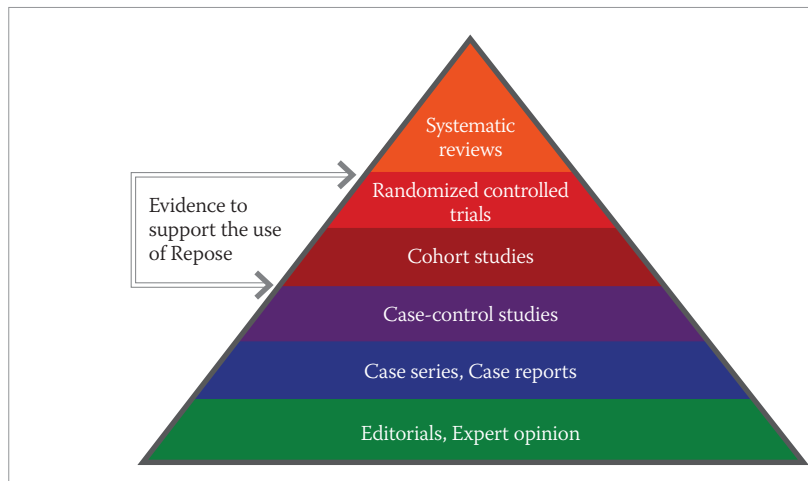 Systematic
reviews
Randomized controlled
trials
Evidence to
support the use
of Repose
Cohort studies
Case-control studies
Case series, Case reports
Editorials, Expert opinion